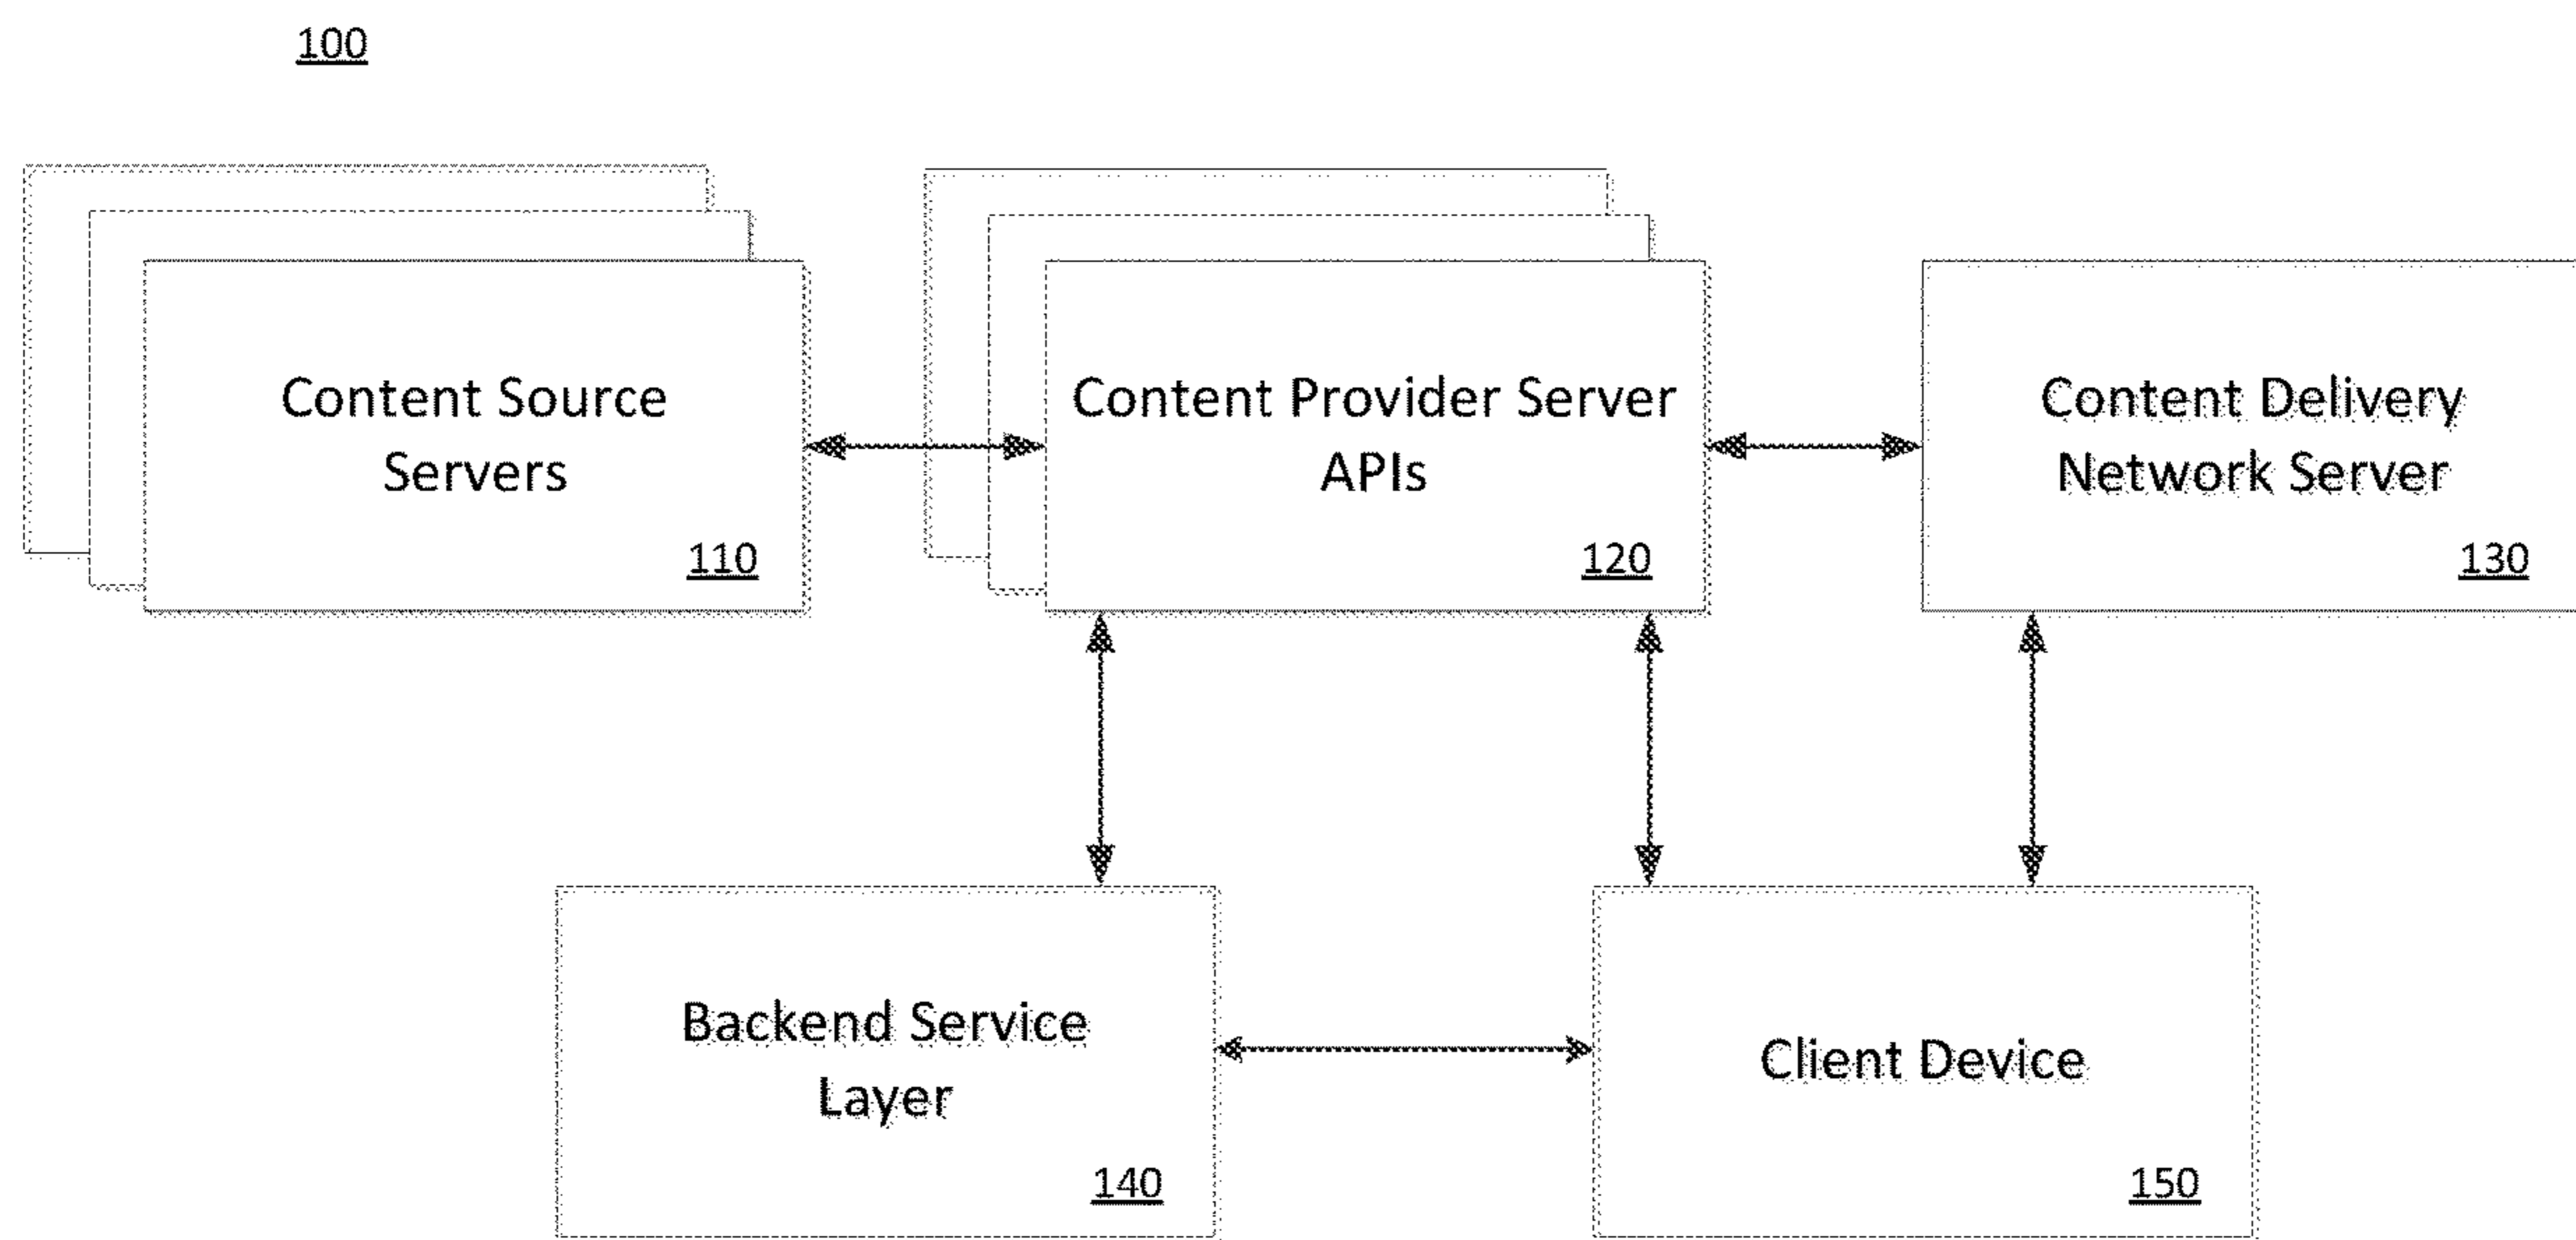 100
Content Source
Servers
110
Content Provider Server
APIs
120
Content Delivery
Network Server
130
Backend Service
Layer
140
Client Device
150